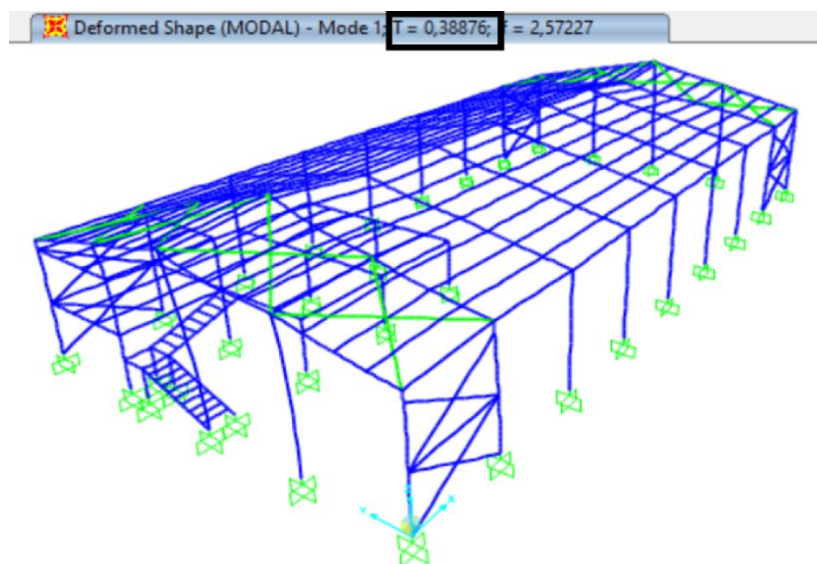 Deformed Shape (MODAL) - Mode 1; T = 0,38876; f = 2,57227
Z
Y
X